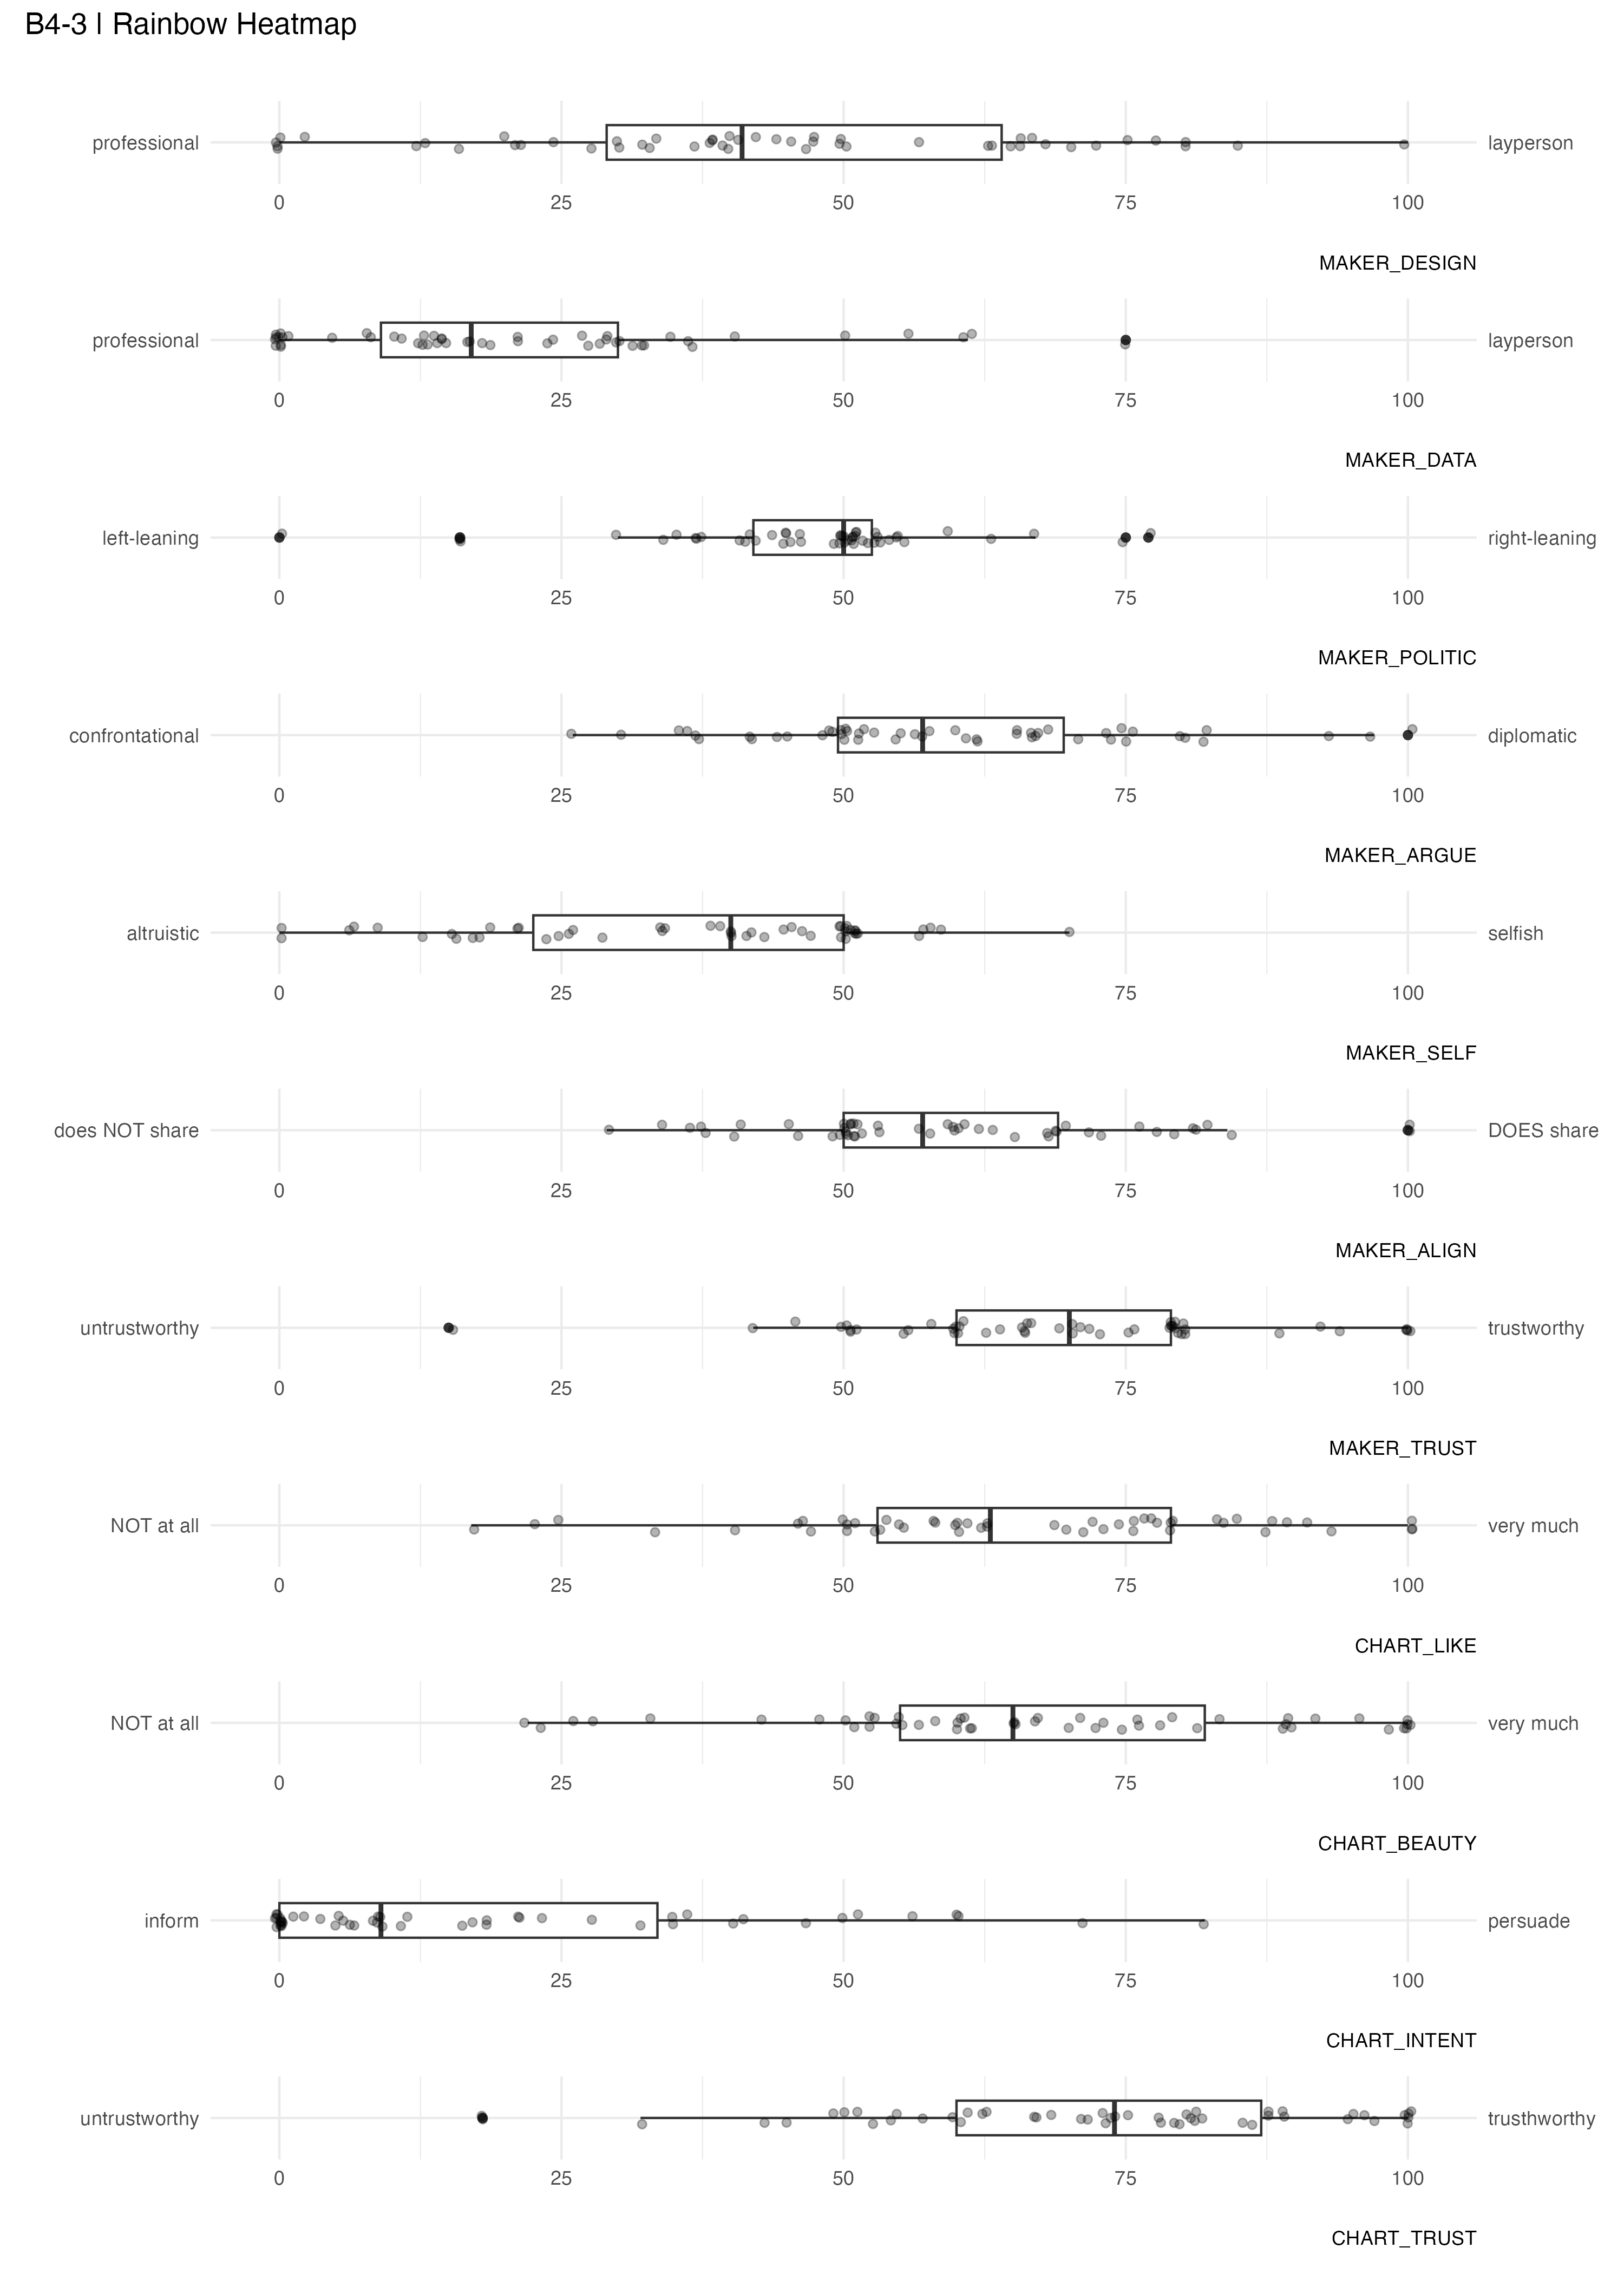 B4-3 | Rainbow Heatmap
professional layperson
0 25 50 75 100
MAKER_DESIGN
professional layperson
0 25 50 75 100
MAKER_DATA
left-leaning right-leaning
0 25 50 75 100
MAKER_POLITIC
confrontational diplomatic
0 25 50 75 100
MAKER_ARGUE
altruistic selfish
0 25 50 75 100
MAKER_SELF
does NOT share DOES share
0 25 50 75 100
MAKER_ALIGN
untrustworthy trustworthy
0 25 50 75 100
MAKER_TRUST
NOT at all very much
0 25 50 75 100
CHART_LIKE
NOT at all very much
0 25 50 75 100
CHART_BEAUTY
inform persuade
0 25 50 75 100
CHART_INTENT
untrustworthy trusthworthy
0 25 50 75 100
CHART_TRUST